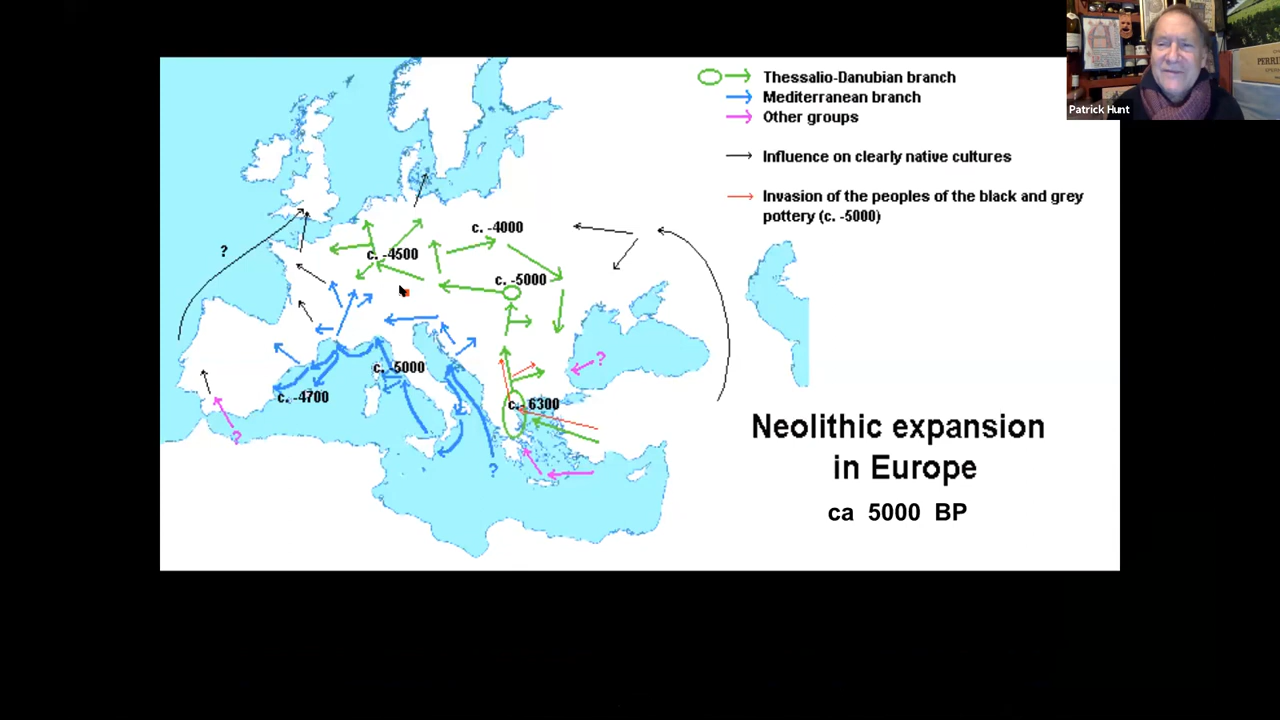 Thessalio-Danubian branch
Mediterranean branch
Other groups
Influence on clearly native cultures
Invasion of the peoples of the black and grey
pottery (c. -5000)
Patrick Hunt
c. -4000
?
c. -4500
c. -5000
?
c. -5000
c. -4700
c. - 6300
?
?
Neolithic expansion
in Europe
ca 5000 BP